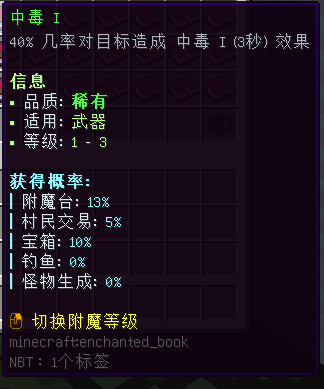 中毒 I
40% 几率对目标造成 中毒 I (3秒) 效果
信息
▪ 品质: 稀有
▪ 适用: 武器
▪ 等级: 1 - 3
获得概率:
| 附魔台: 13%
| 村民交易: 5%
| 宝箱: 10%
| 钓鱼: 0%
| 怪物生成: 0%
切换附魔等级
minecraft:enchanted_book
NBT: 1个标签